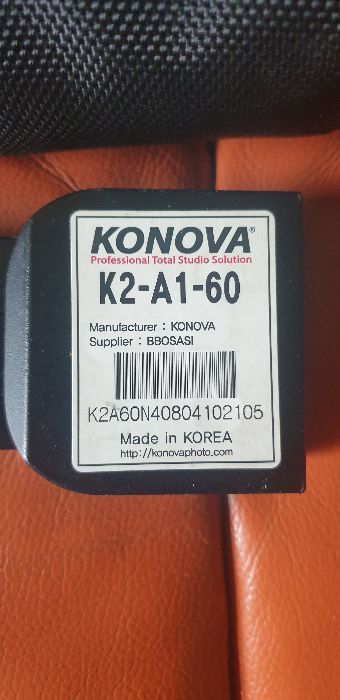 KONOVA®
Professional Total Studio Solution
K2-A1-60
Manufacturer : KONOVA
Supplier : BBOSASI
K2A60N40804102105
Made in KOREA
http://konovaphoto.com